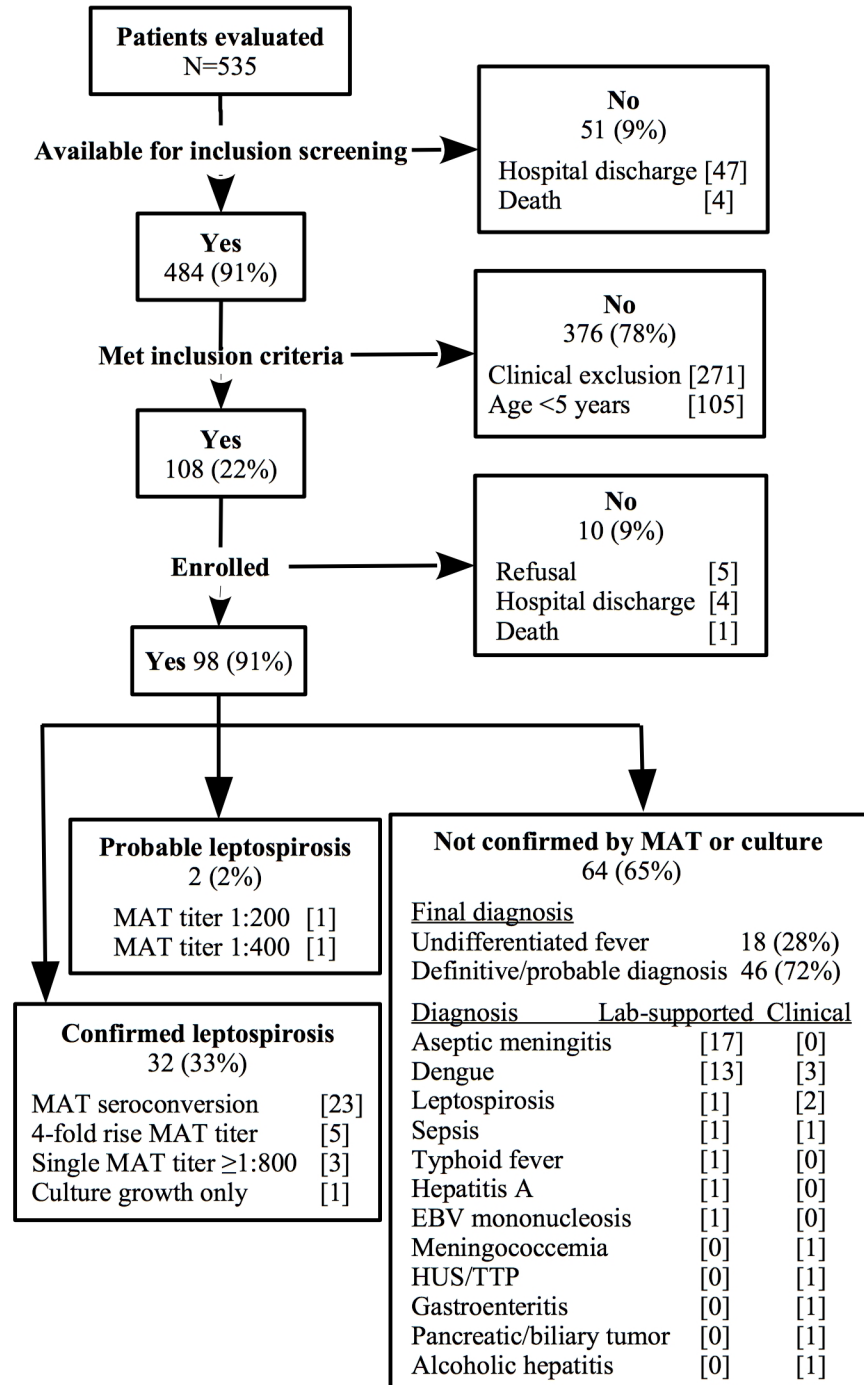 Patients evaluated
N=535
Available for inclusion screening
No
51 (9%)
Hospital discharge [47]
Death [4]
Yes
484 (91%)
Met inclusion criteria
No
376 (78%)
Clinical exclusion [271]
Age <5 years [105]
Yes
108 (22%)
Enrolled
No
10 (9%)
Refusal [5]
Hospital discharge [4]
Death [1]
Yes 98 (91%)
Probable leptospirosis
2 (2%)
MAT titer 1:200 [1]
MAT titer 1:400 [1]
Confirmed leptospirosis
32 (33%)
MAT seroconversion [23]
4-fold rise MAT titer [5]
Single MAT titer ≥1:800 [3]
Culture growth only [1]
Not confirmed by MAT or culture
64 (65%)
Final diagnosis
Undifferentiated fever 18 (28%)
Definitive/probable diagnosis 46 (72%)
Diagnosis Lab-supported Clinical
Aseptic meningitis [17] [0]
Dengue [13] [3]
Leptospirosis [1] [2]
Sepsis [1] [1]
Typhoid fever [1] [0]
Hepatitis A [1] [0]
EBV mononucleosis [1] [0]
Meningococcemia [0] [1]
HUS/TTP [0] [1]
Gastroenteritis [0] [1]
Pancreatic/biliary tumor [0] [1]
Alcoholic hepatitis [0] [1]